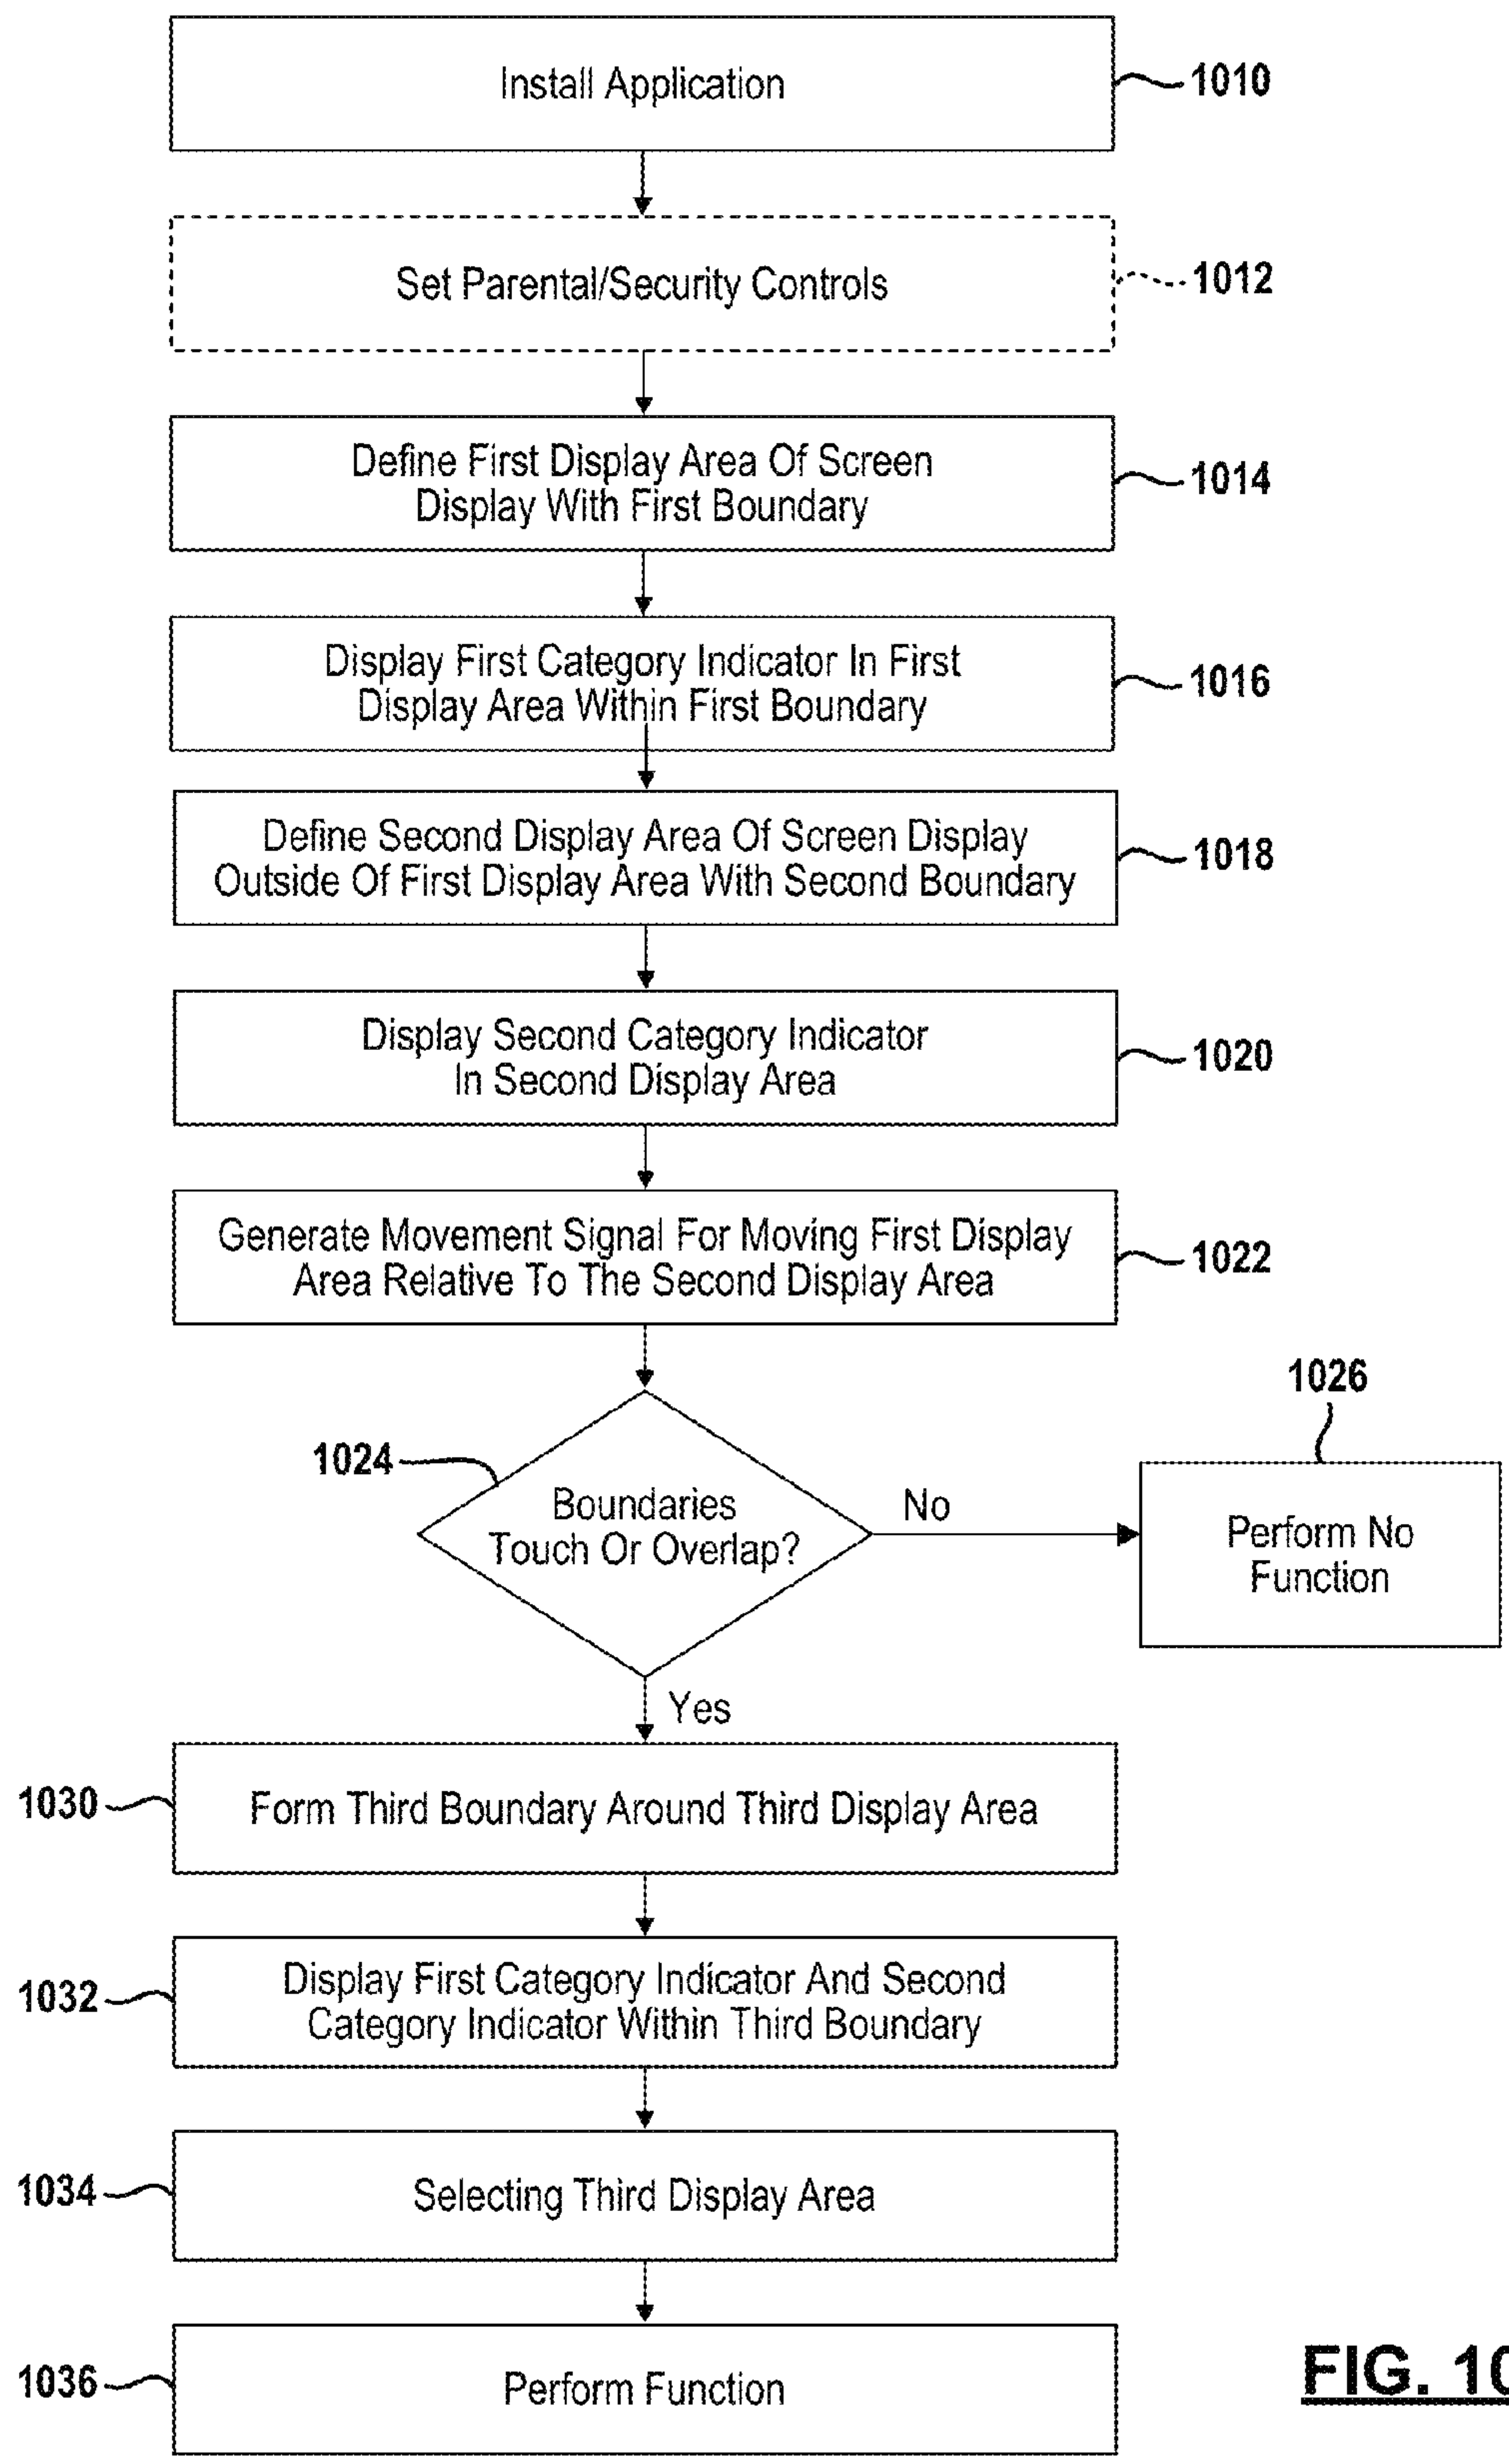 Install Application
1010
Set Parental/Security Controls
1012
Define First Display Area Of Screen
Display With First Boundary
1014
Display First Category Indicator In First
Display Area Within First Boundary
1016
Define Second Display Area Of Screen Display
Outside Of First Display Area With Second Boundary
1018
Display Second Category Indicator
In Second Display Area
1020
Generate Movement Signal For Moving First Display
Area Relative To The Second Display Area
1022
1024
Boundaries
Touch Or Overlap?
No
1026
Perform No
Function
Yes
1030
Form Third Boundary Around Third Display Area
1032
Display First Category Indicator And Second
Category Indicator Within Third Boundary
1034
Selecting Third Display Area
1036
Perform Function
FIG. 10